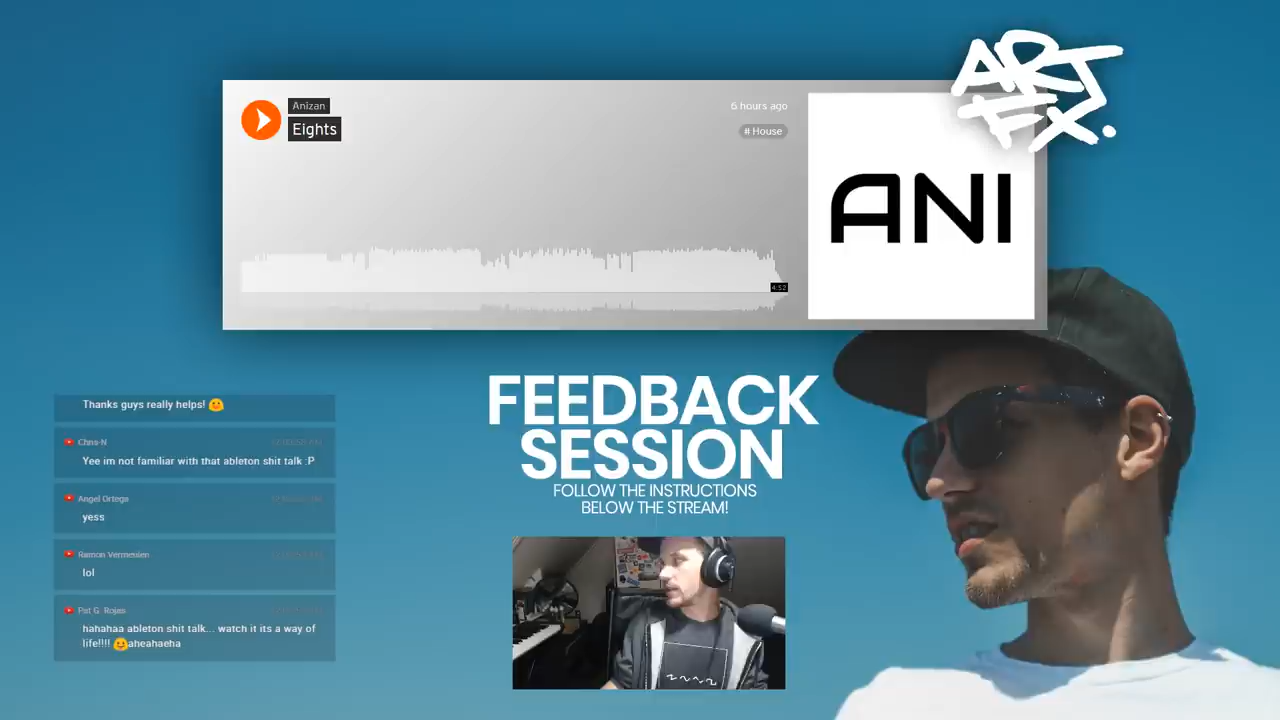 ART
EX.
Anizan
Eights
6 hours ago
# House
4:52
ANI
FEEDBACK
SESSION
FOLLOW THE INSTRUCTIONS
BELOW THE STREAM!
Thanks guys really helps! 
Chris-N
Yee im not familiar with that ableton shit talk :P
Angel Ortega
yess
Ramon Vermeulen
lol
Pat G. Rojas
hahahaa ableton shit talk... watch it its a way of
life!!!! aheahaeha